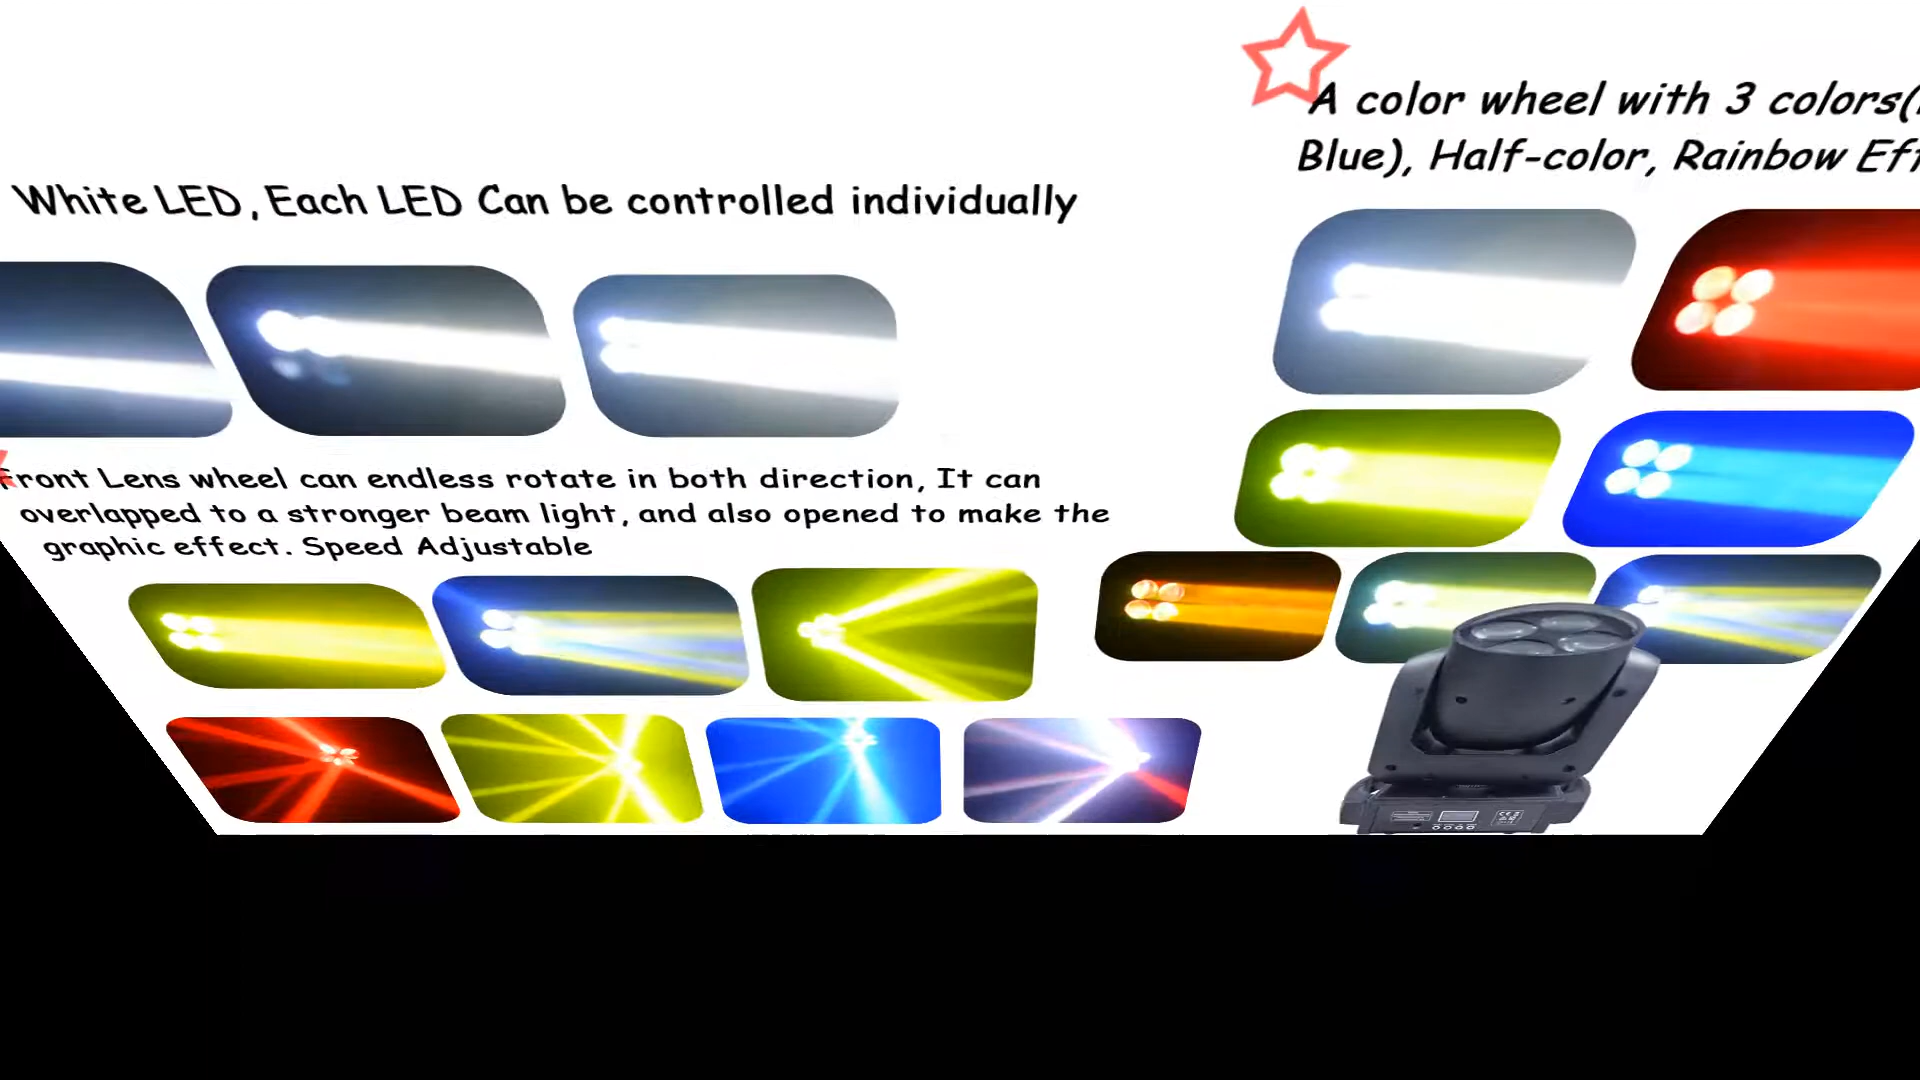 White LED, Each LED Can be controlled individually
Front Lens wheel can endless rotate in both direction, It can
overlapped to a stronger beam light, and also opened to make the
graphic effect. Speed Adjustable
A color wheel with 3 colors(
Blue), Half-color, Rainbow Eff